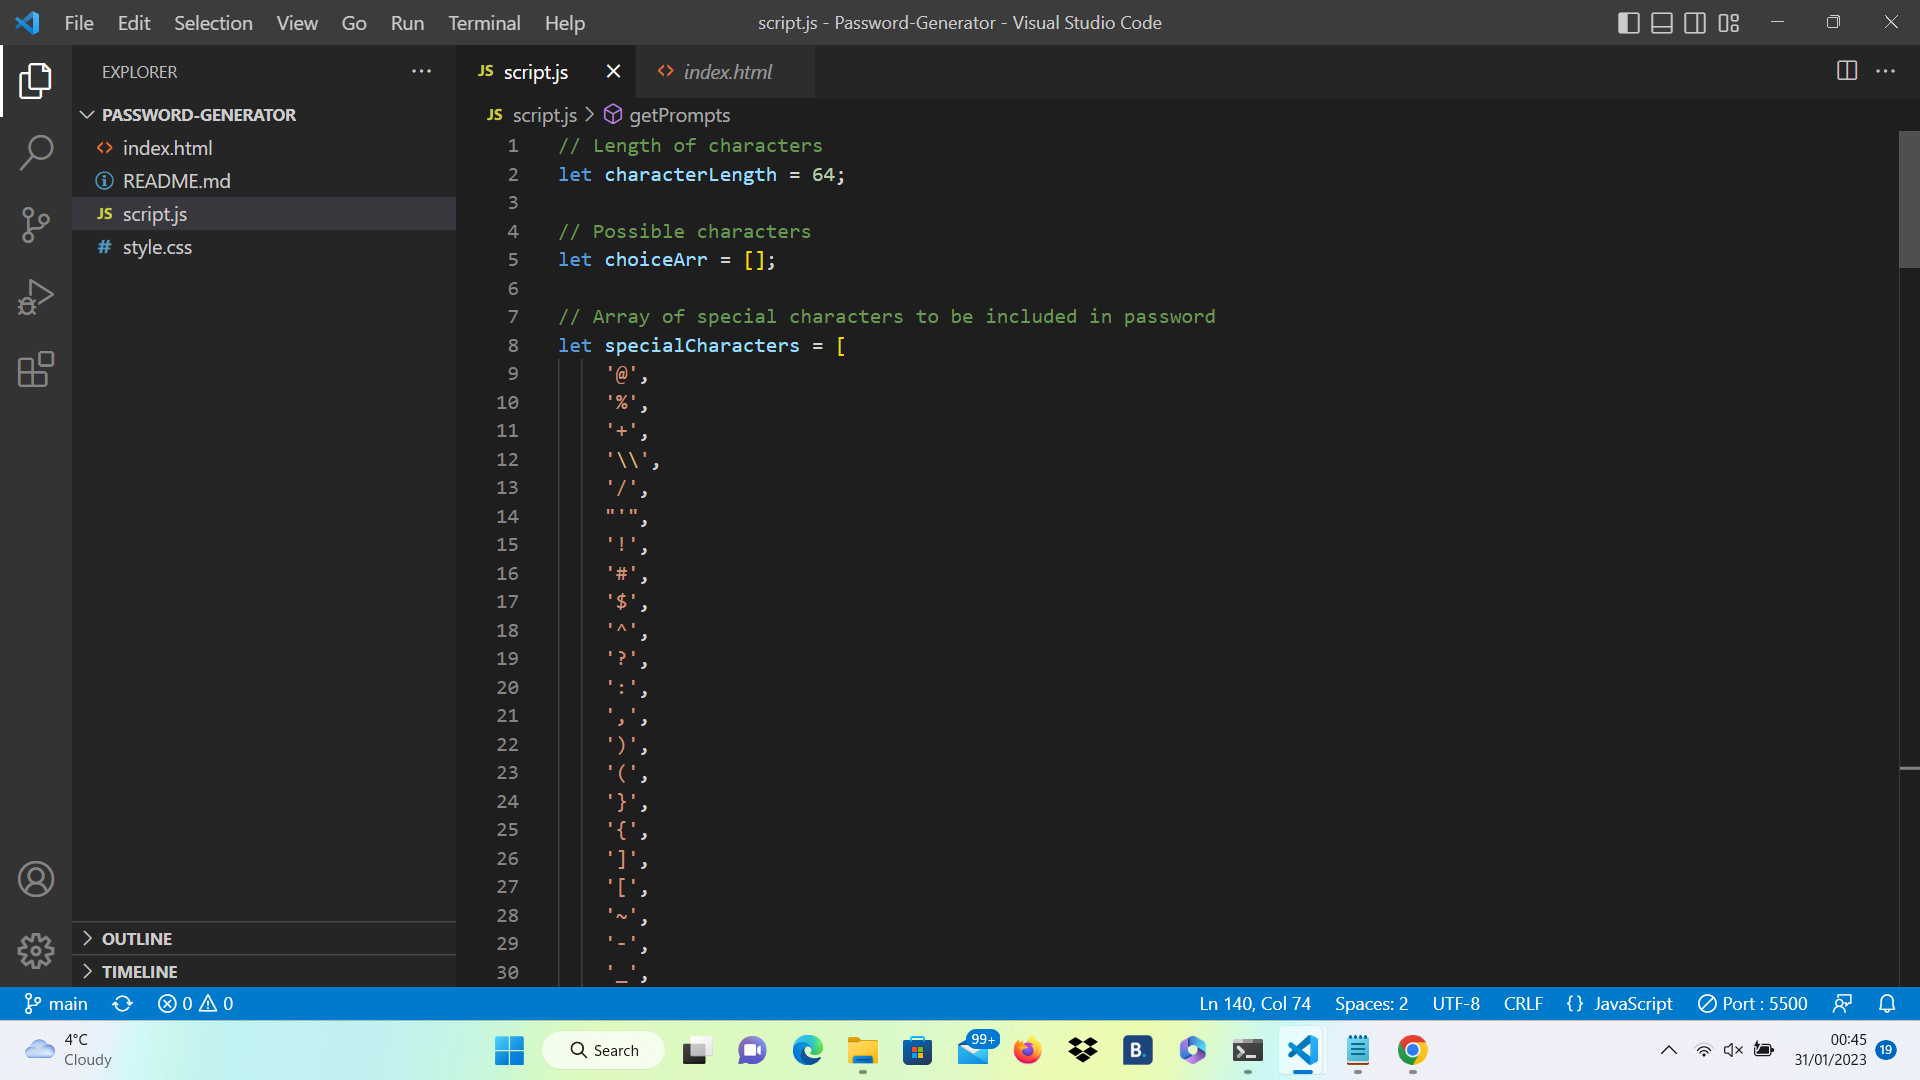 File Edit Selection View Go Run Terminal Help
script.js - Password-Generator - Visual Studio Code
EXPLORER
PASSWORD-GENERATOR
index.html
README.md
JS script.js
# style.css
OUTLINE
TIMELINE
JS script.js
index.html
JS script.js > getPrompts
1 // Length of characters
2 let characterLength = 64;
3
4 // Possible characters
5 let choiceArr = [];
6
7 // Array of special characters to be included in password
8 let specialCharacters = [
9 '@',
10 '%',
11 '+',
12 '\\',
13 '/',
14 "'",
15 '!',
16 '#',
17 '$',
18 '^',
19 '?',
20 ':',
21 ',',
22 ')',
23 '(',
24 '}',
25 '{',
26 ']',
27 '[',
28 '~',
29 '-',
30 '_',
main 0 0 Ln 140, Col 74 Spaces: 2 UTF-8 CRLF {} JavaScript Port : 5500
4°C
Cloudy
Search
99+
B.
00:45
31/01/2023
19